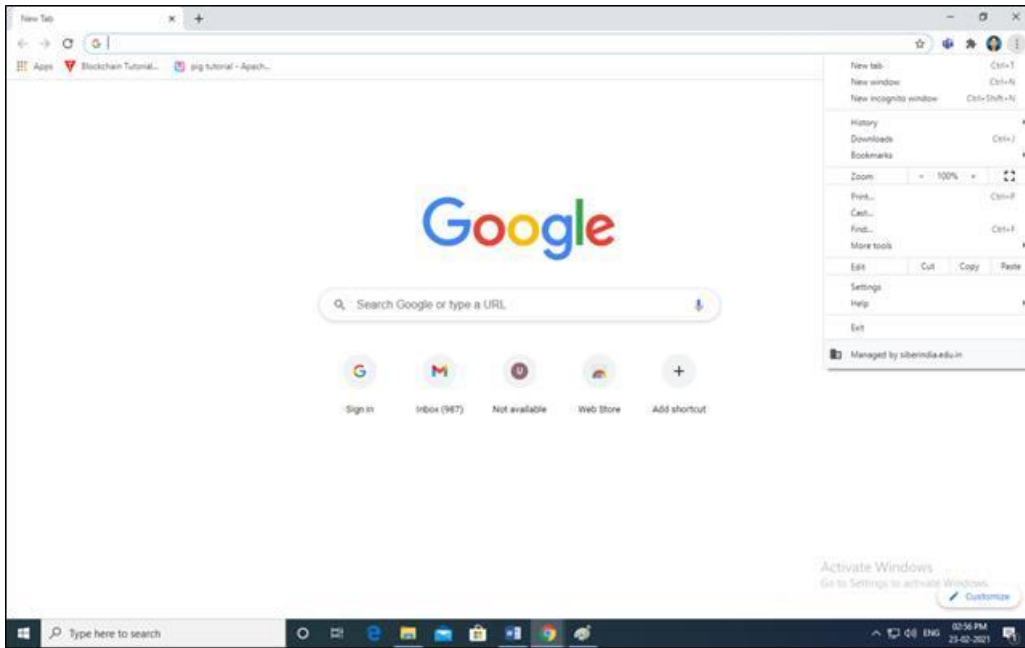 New Tab
Apps Blockchain Tutorial... pig tutorial - Apach...
New tab Ctrl+T
New window Ctrl+N
New incognito window Ctrl+Shift+N
History
Downloads Ctrl+J
Bookmarks
Zoom - 100% +
Print... Ctrl+P
Cast...
Find... Ctrl+F
More tools
Edit Cut Copy Paste
Settings
Help
Exit
Managed by siberindia.edu.in
Google
Search Google or type a URL
Sign in Inbox (987) Not available Web Store Add shortcut
Activate Windows
Go to Settings to activate Windows.
Customize
Type here to search
ENG 02:56 PM
23-02-2021